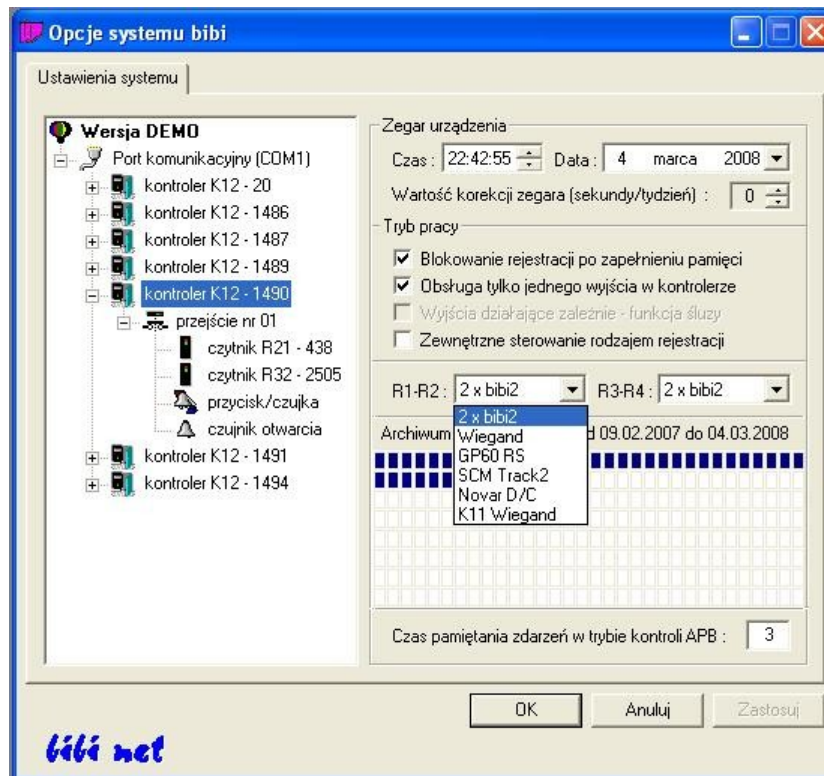 Opcje systemu bibi
Ustawienia systemu
Wersja DEMO
Port komunikacyjny (COM1)
kontroler K12 - 20
kontroler K12 - 1486
kontroler K12 - 1487
kontroler K12 - 1489
kontroler K12 - 1490
przejście nr 01
czytnik R21 - 438
czytnik R32 - 2505
przycisk/czujka
czujnik otwarcia
kontroler K12 - 1491
kontroler K12 - 1494
Zegar urządzenia
Czas : 22:42:55 Data : 4 marca 2008
Wartość korekcji zegara (sekundy/tydzień) : 0
Tryb pracy
Blokowanie rejestracji po zapełnieniu pamięci
Obsługa tylko jednego wyjścia w kontrolerze
Wyjścia działające zależnie - funkcja śluzy
Zewnętrzne sterowanie rodzajem rejestracji
R1-R2 : 2 x bibi2 R3-R4 : 2 x bibi2
2 x bibi2
Archiwum d 09.02.2007 do 04.03.2008
Wiegand
GP60 RS
SCM Track2
Novar D/C
K11 Wiegand
Czas pamiętania zdarzeń w trybie kontroli APB : 3
OK Anuluj Zastosuj
bibi net